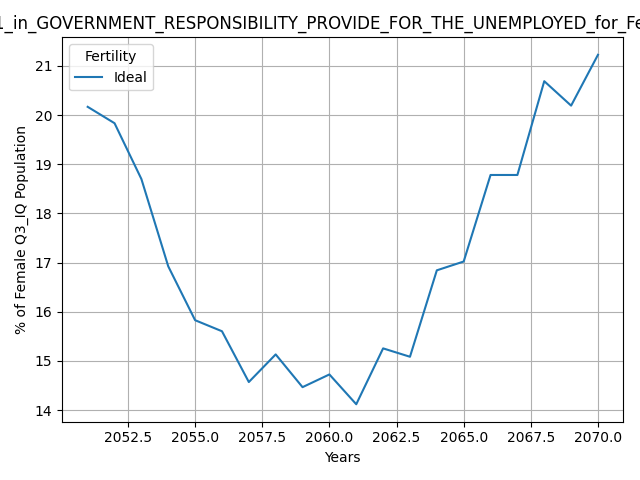 1_in_GOVERNMENT_RESPONSIBILITY_PROVIDE_FOR_THE_UNEMPLOYED_for_Fe
Fertility
Ideal
21
20
19
18
17
16
15
14
% of Female Q3_IQ Population
2052.5 2055.0 2057.5 2060.0 2062.5 2065.0 2067.5 2070.0
Years